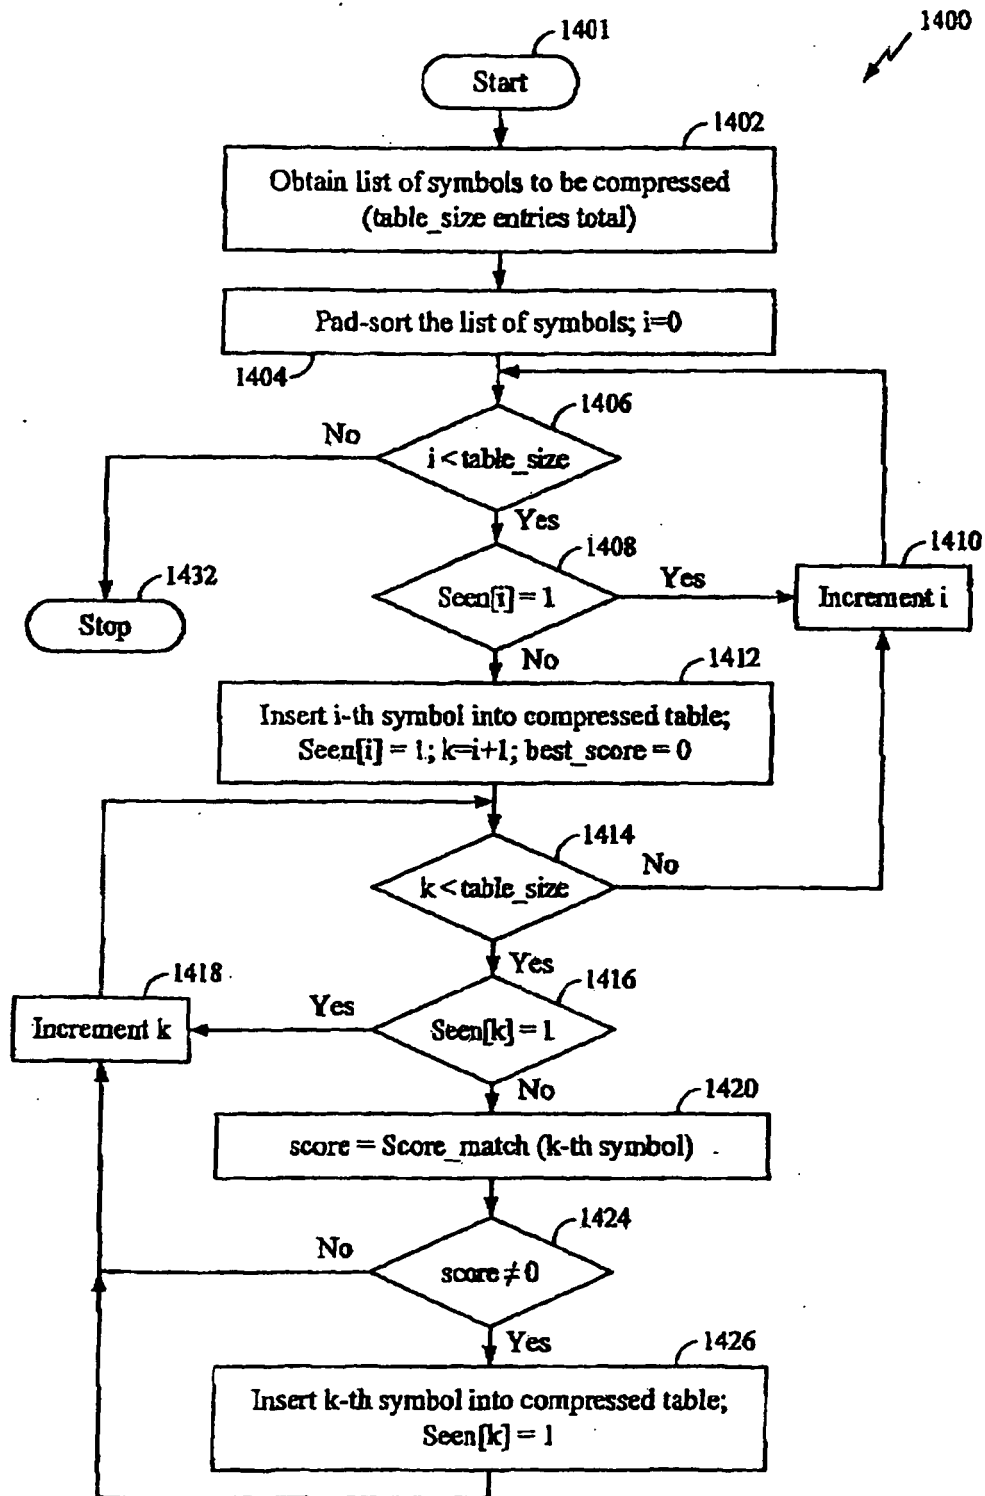 1400
1401
Start
1402
Obtain list of symbols to be compressed
(table_size entries total)
Pad-sort the list of symbols; i=0
1404
1406
No
i < table_size
Yes
1408
1410
Seen[i] = 1
Yes
Increment i
1432
Stop
No
1412
Insert i-th symbol into compressed table;
Seen[i] = 1; k=i+1; best_score = 0
1414
No
k < table_size
Yes
1416
1418
Yes
Increment k
Seen[k] = 1
No
1420
score = Score_match (k-th symbol)
1424
No
score ≠ 0
Yes
1426
Insert k-th symbol into compressed table;
Seen[k] = 1